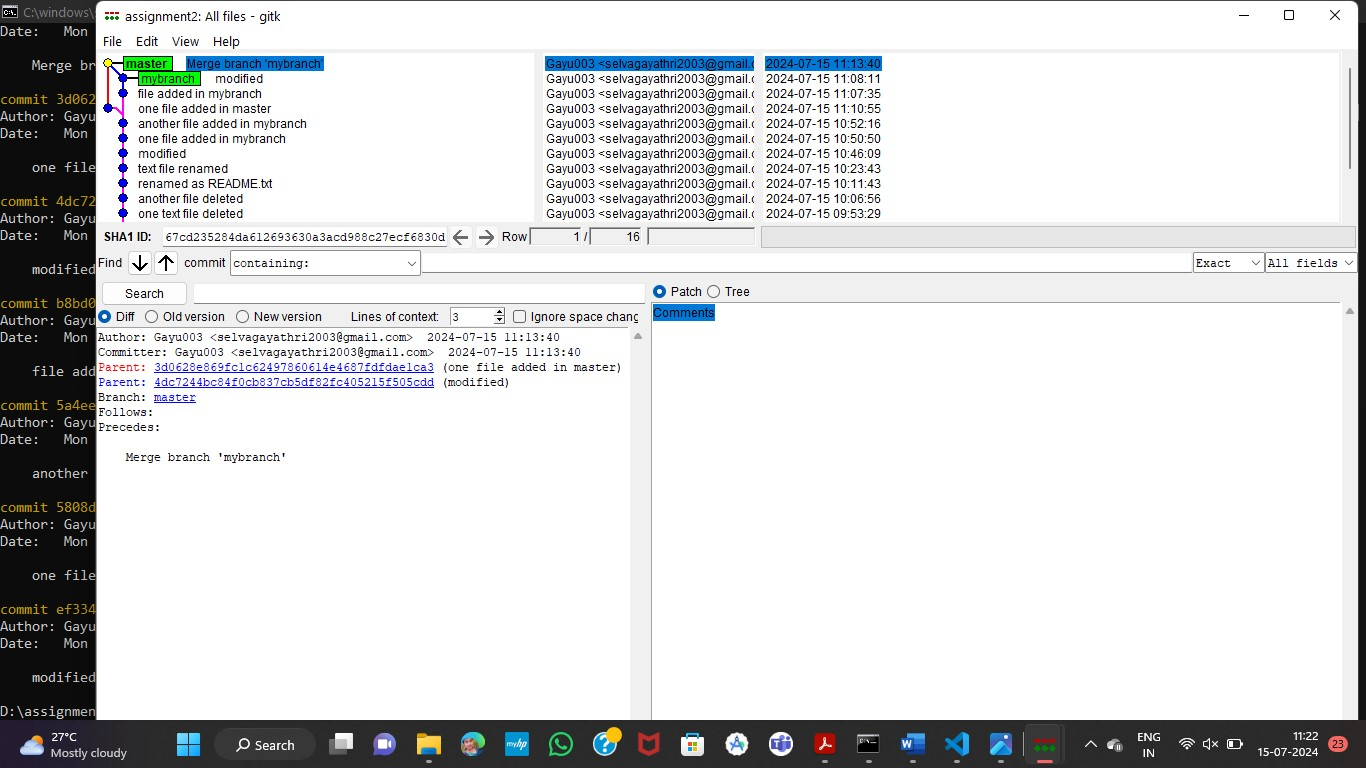 C:\windows\
assignment2: All files - gitk
File Edit View Help
master Merge branch 'mybranch' Gayu003 <selvagayathri2003@gmail.c 2024-07-15 11:13:40
mybranch modified Gayu003 <selvagayathri2003@gmail.c 2024-07-15 11:08:11
file added in mybranch Gayu003 <selvagayathri2003@gmail.c 2024-07-15 11:07:35
one file added in master Gayu003 <selvagayathri2003@gmail.c 2024-07-15 11:10:55
another file added in mybranch Gayu003 <selvagayathri2003@gmail.c 2024-07-15 10:52:16
one file added in mybranch Gayu003 <selvagayathri2003@gmail.c 2024-07-15 10:50:50
modified Gayu003 <selvagayathri2003@gmail.c 2024-07-15 10:46:09
text file renamed Gayu003 <selvagayathri2003@gmail.c 2024-07-15 10:23:43
renamed as README.txt Gayu003 <selvagayathri2003@gmail.c 2024-07-15 10:11:43
another file deleted Gayu003 <selvagayathri2003@gmail.c 2024-07-15 10:06:56
one text file deleted Gayu003 <selvagayathri2003@gmail.c 2024-07-15 09:53:29
SHA1 ID: 67cd235284da612693630a3acd988c27ecf6830d Row 1 / 16
Find commit containing: Exact All fields
Search
Patch Tree
Diff Old version New version Lines of context: 3 Ignore space chang
Comments
Author: Gayu003 <selvagayathri2003@gmail.com> 2024-07-15 11:13:40
Committer: Gayu003 <selvagayathri2003@gmail.com> 2024-07-15 11:13:40
Parent: 3d0628e869fc1c62497860614e4687fdfdae1ca3 (one file added in master)
Parent: 4dc7244bc84f0cb837cb5df82fc405215f505cdd (modified)
Branch: master
Follows:
Precedes:
Merge branch 'mybranch'
Date: Mon
Merge br
commit 3d062
Author: Gayu
Date: Mon
one file
commit 4dc72
Author: Gayu
Date: Mon
modified
commit b8bd0
Author: Gayu
Date: Mon
file add
commit 5a4ee
Author: Gayu
Date: Mon
another
commit 5808d
Author: Gayu
Date: Mon
one file
commit ef334
Author: Gayu
Date: Mon
modified
D:\assignmen
27°C
Mostly cloudy
Search
myhp
ENG
IN
11:22
15-07-2024
23